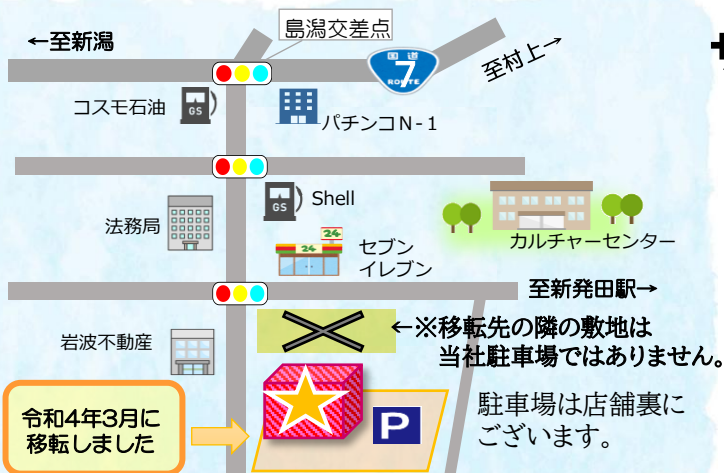 島潟交差点
←至新潟
国道
7
ROUTE
至村上→
コスモ石油
GS
パチンコN-1
GS
Shell
法務局
24
24
セブン
イレブン
カルチャーセンター
至新発田駅→
岩波不動産
←※移転先の隣の敷地は
当社駐車場ではありません。
令和4年3月に
移転しました
P
駐車場は店舗裏に
ございます。